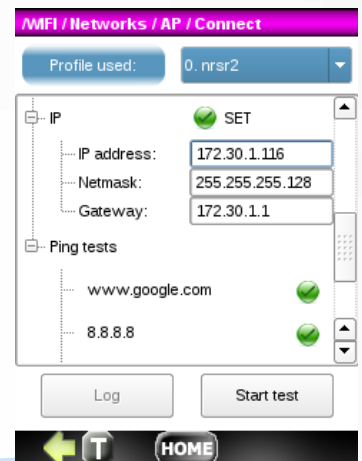 /WIFI / Networks / AP / Connect
Profile used: 0. nrsr2
IP SET
IP address: 172.30.1.116
Netmask: 255.255.255.128
Gateway: 172.30.1.1
Ping tests
www.google.com
8.8.8.8
Log Start test
T HOME